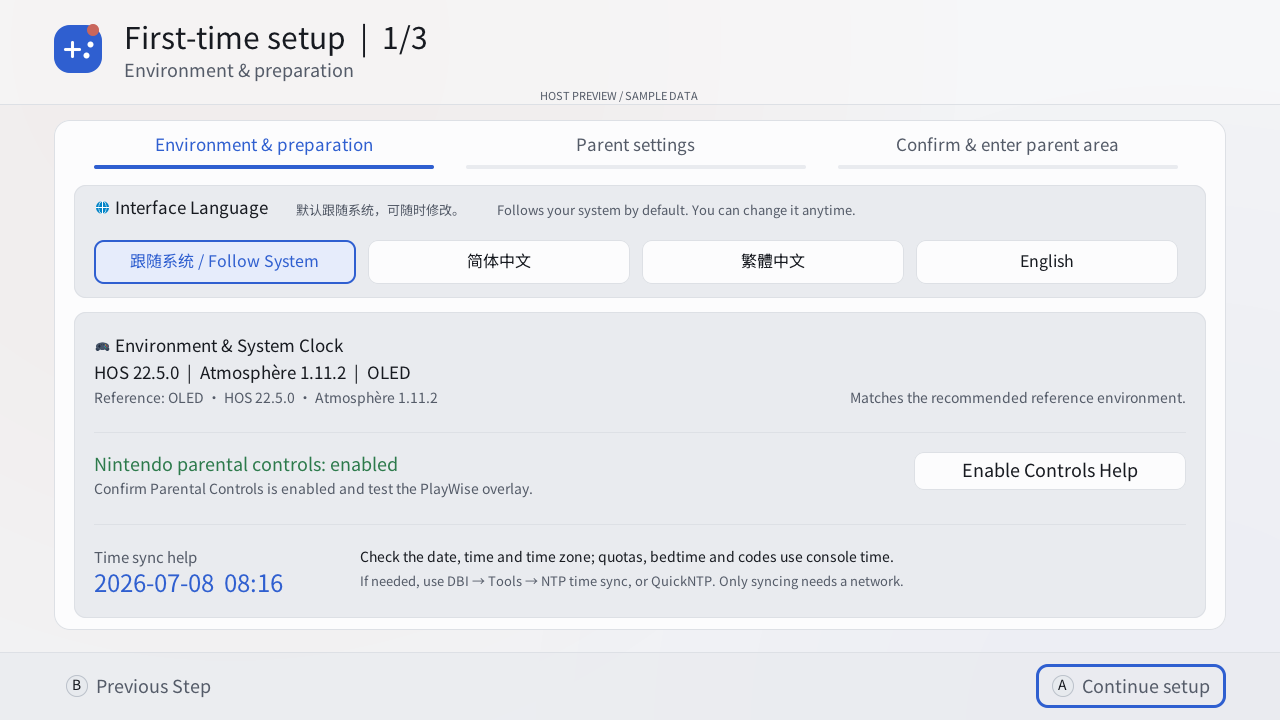 First-time setup | 1/3
Environment & preparation
HOST PREVIEW / SAMPLE DATA
Environment & preparation
Parent settings
Confirm & enter parent area
Interface Language
默认跟随系统，可随时修改。
Follows your system by default. You can change it anytime.
跟随系统 / Follow System
简体中文
繁體中文
English
Environment & System Clock
HOS 22.5.0 | Atmosphère 1.11.2 | OLED
Reference: OLED · HOS 22.5.0 · Atmosphère 1.11.2
Matches the recommended reference environment.
Nintendo parental controls: enabled
Confirm Parental Controls is enabled and test the PlayWise overlay.
Enable Controls Help
Time sync help
2026-07-08 08:16
Check the date, time and time zone; quotas, bedtime and codes use console time.
If needed, use DBI → Tools → NTP time sync, or QuickNTP. Only syncing needs a network.
B Previous Step
A Continue setup